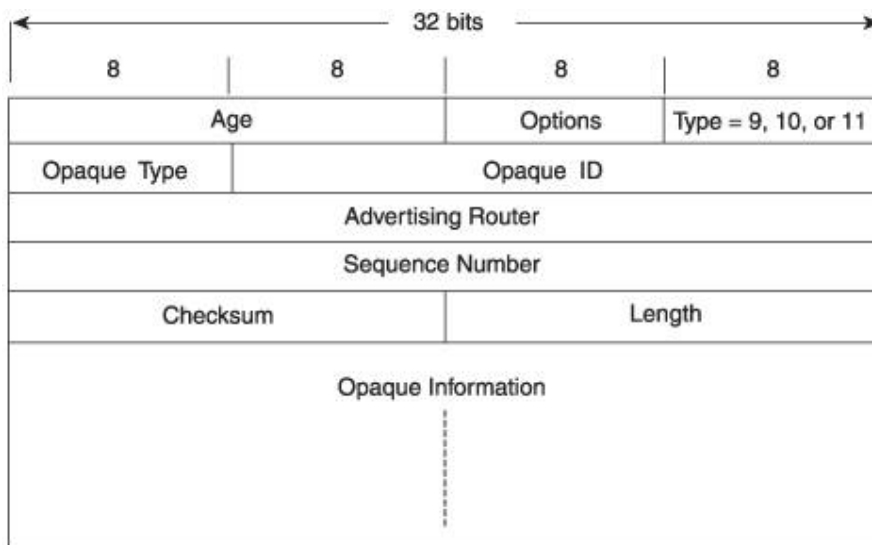 32 bits
8 8 8 8
Age Options Type = 9, 10, or 11
Opaque Type Opaque ID
Advertising Router
Sequence Number
Checksum Length
Opaque Information